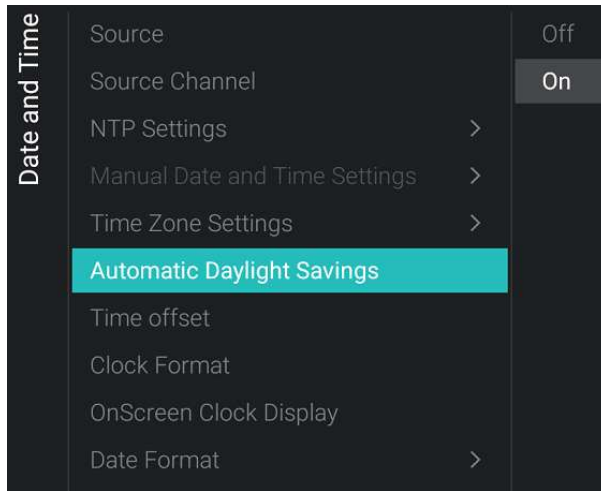 Date and Time
Source
Source Channel
NTP Settings >
Manual Date and Time Settings >
Time Zone Settings >
Automatic Daylight Savings
Time offset
Clock Format
OnScreen Clock Display
Date Format >
Off
On